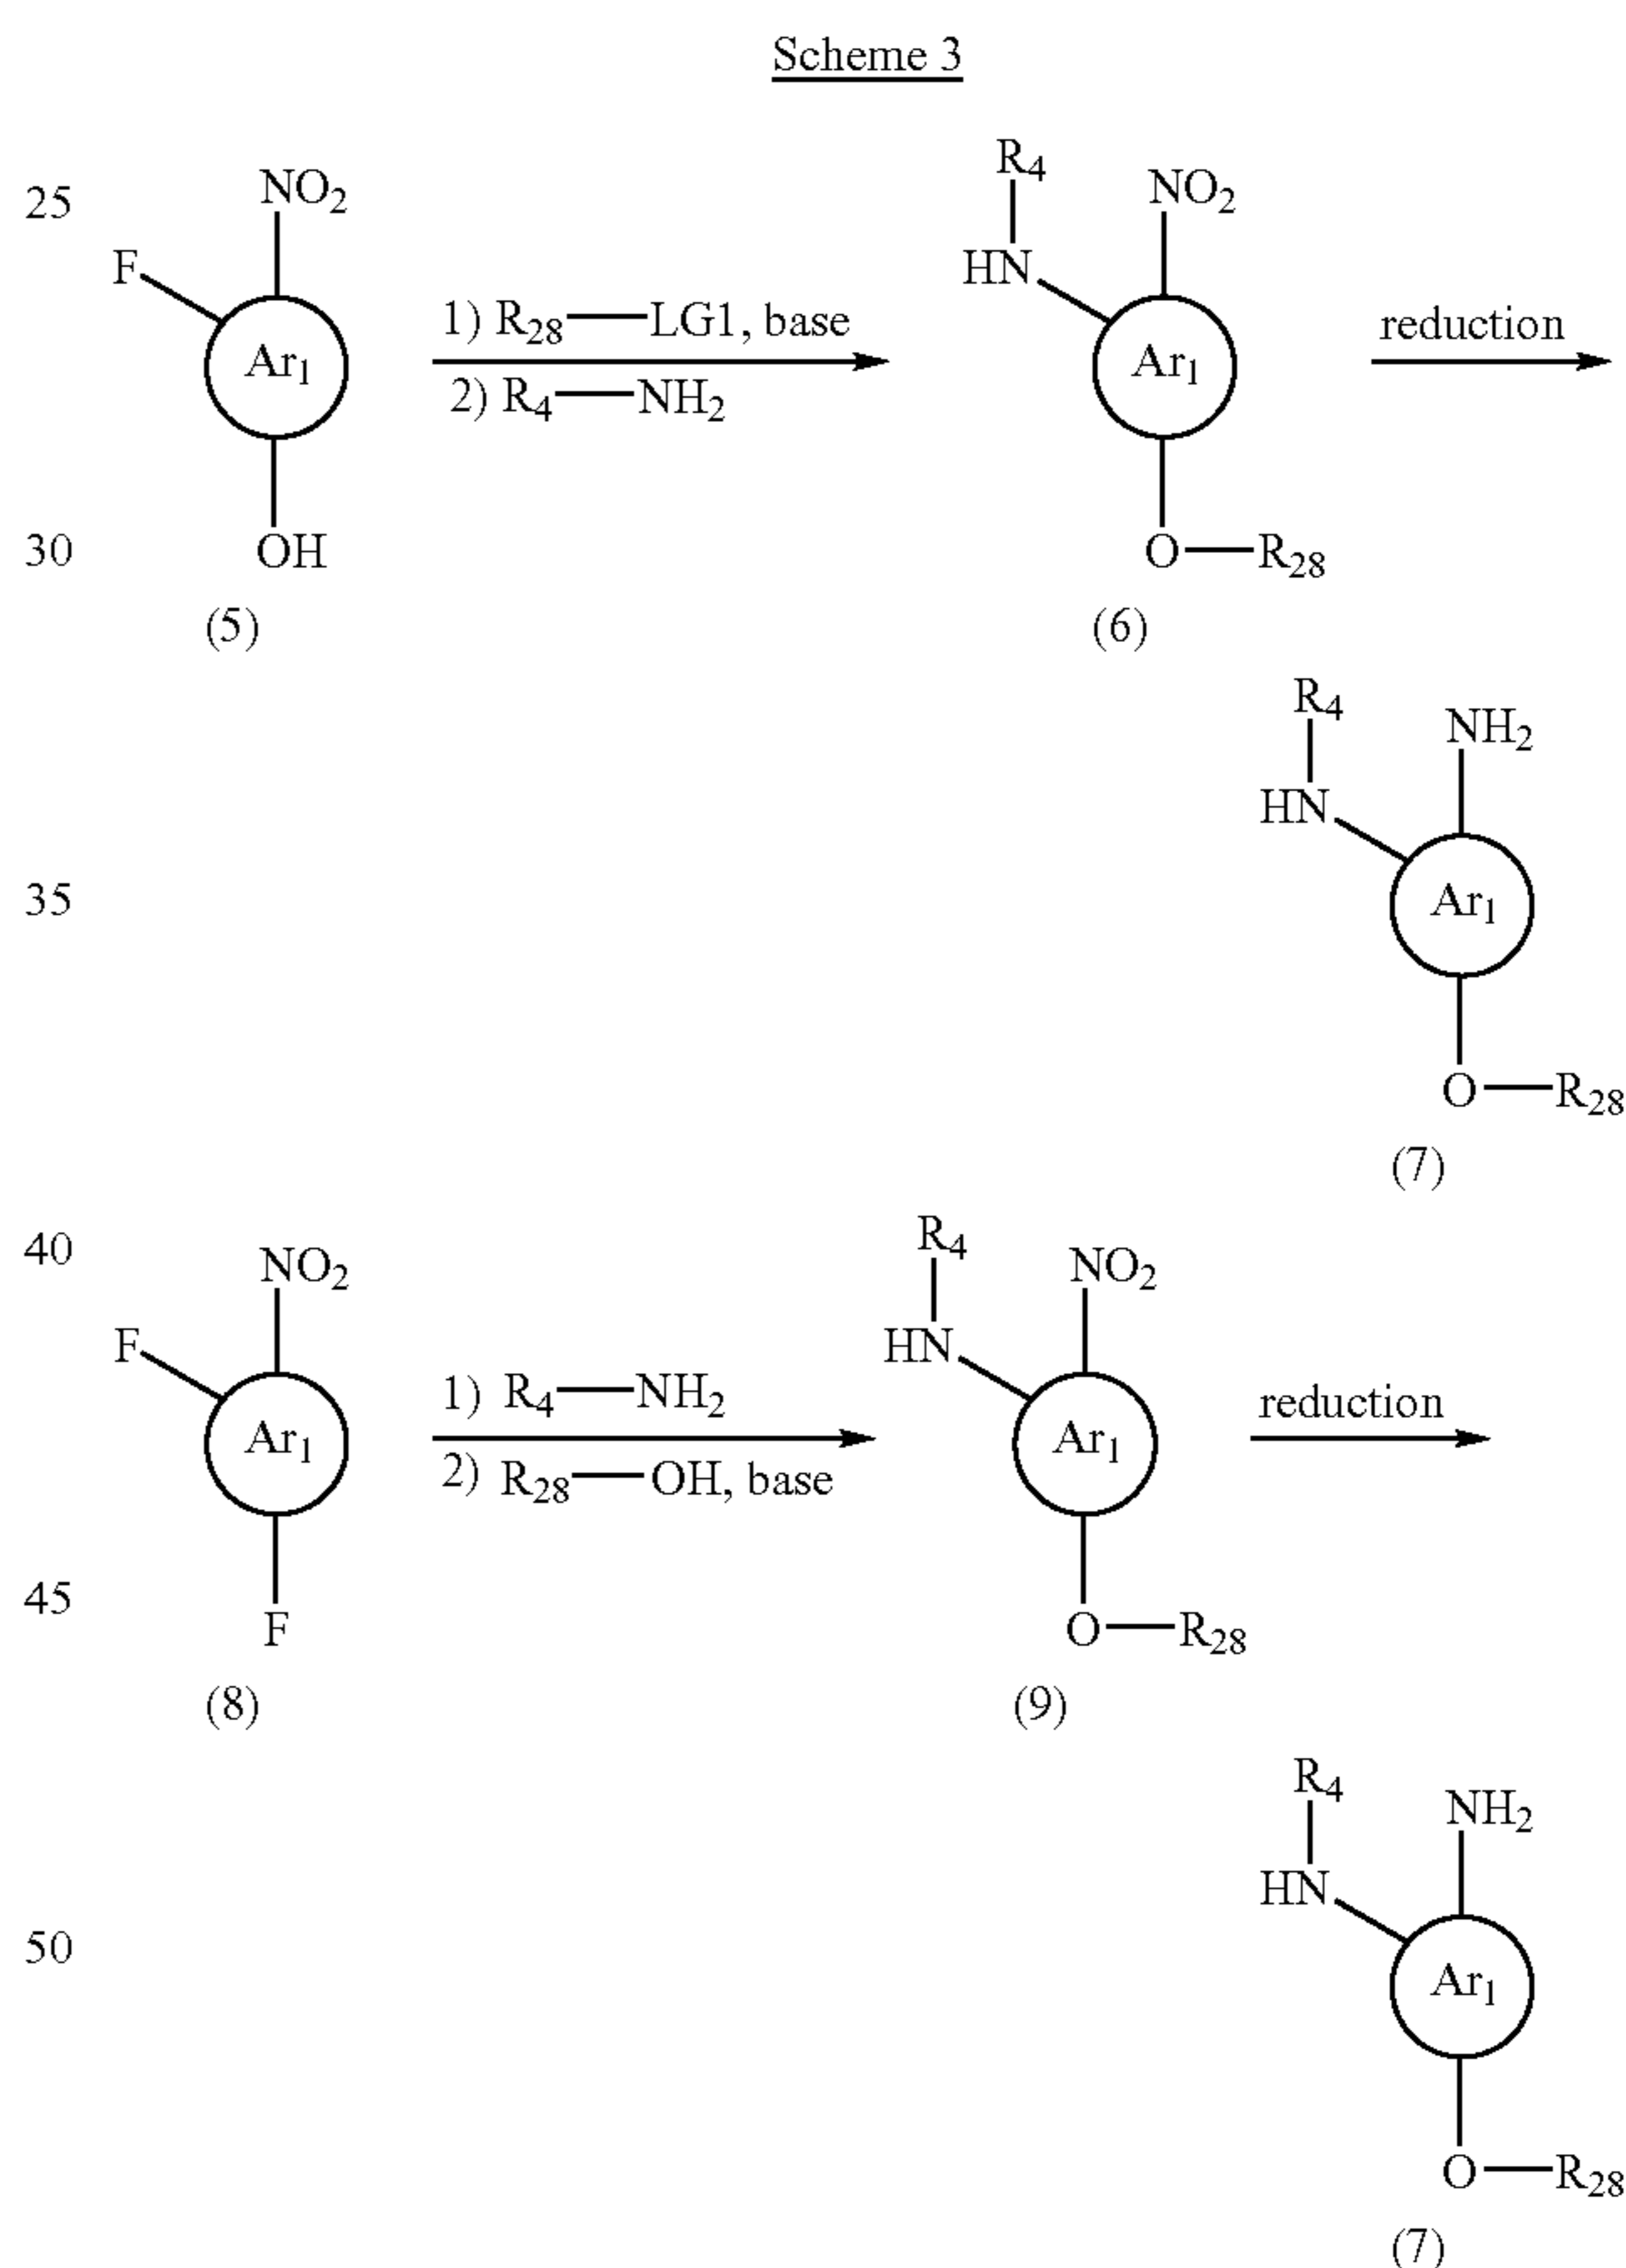 Scheme 3
R4
25 NO2 NO2
F HN
1) R28—LG1, base
reduction
Ar1 Ar1
2) R4—NH2
30 OH O—R28
(5) (6)
R4
NH2
HN
35 Ar1
O—R28
(7)
R4
40 NO2 NO2
F HN
1) R4—NH2
reduction
Ar1 Ar1
2) R28—OH, base
45 F O—R28
(8) (9)
R4
NH2
HN
50 Ar1
O—R28
(7)